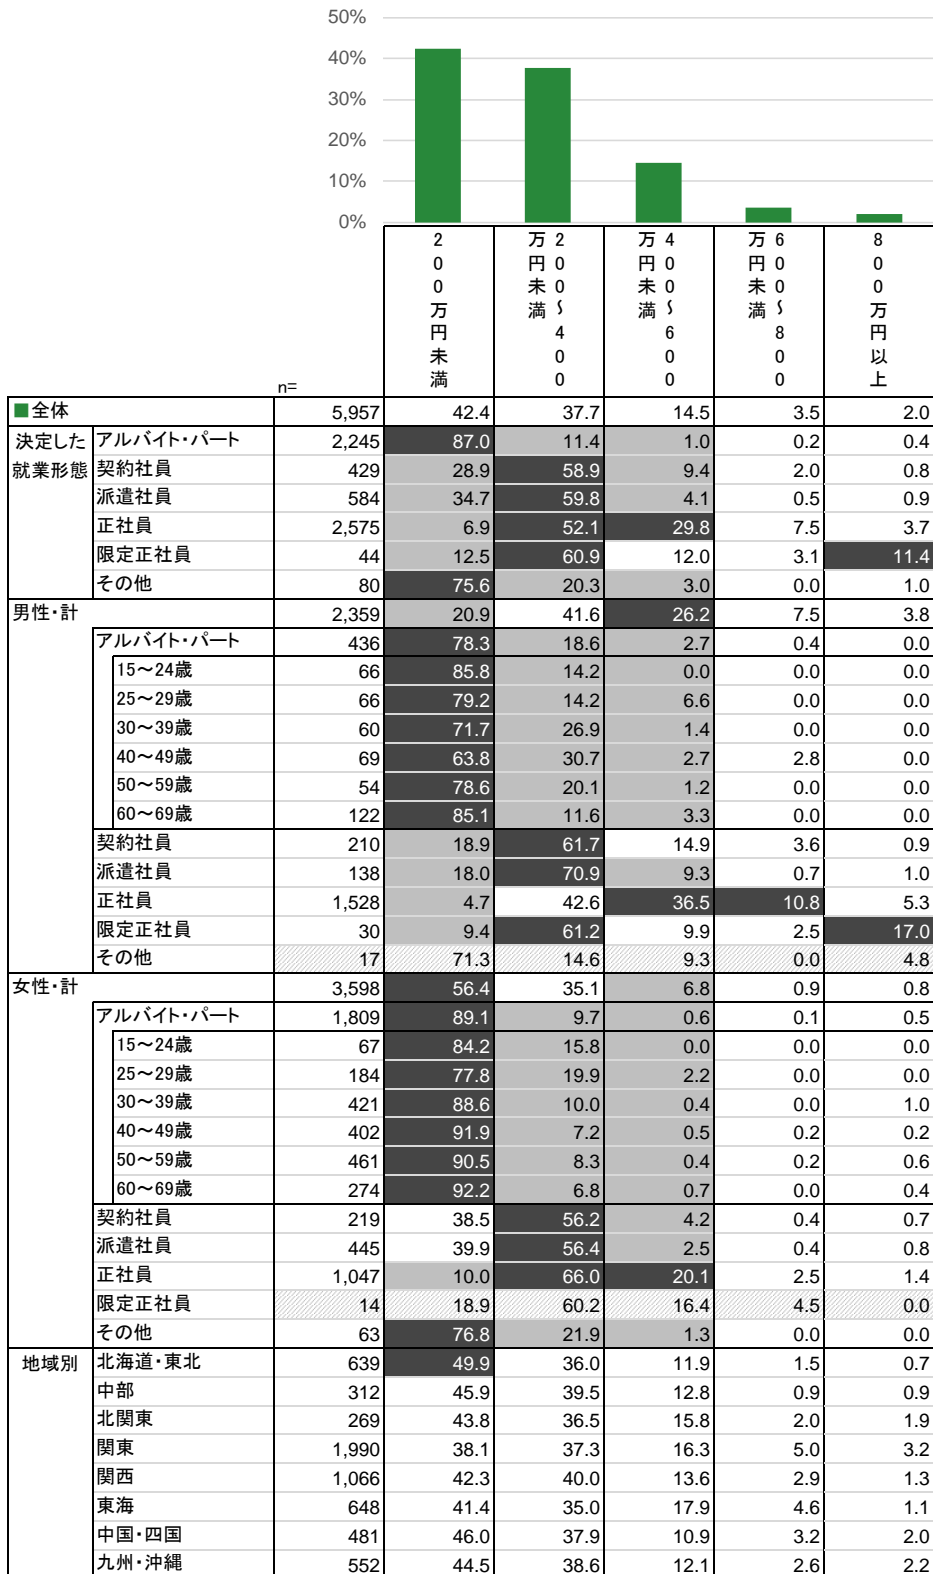 50%
40%
30%
20%
10%
0%
n=
200万円未満
200～400万円未満
400～600万円未満
600～800万円未満
800万円以上
■全体 5,957 42.4 37.7 14.5 3.5 2.0
決定した就業形態
アルバイト・パート 2,245 87.0 11.4 1.0 0.2 0.4
契約社員 429 28.9 58.9 9.4 2.0 0.8
派遣社員 584 34.7 59.8 4.1 0.5 0.9
正社員 2,575 6.9 52.1 29.8 7.5 3.7
限定正社員 44 12.5 60.9 12.0 3.1 11.4
その他 80 75.6 20.3 3.0 0.0 1.0
男性・計 2,359 20.9 41.6 26.2 7.5 3.8
アルバイト・パート 436 78.3 18.6 2.7 0.4 0.0
15～24歳 66 85.8 14.2 0.0 0.0 0.0
25～29歳 66 79.2 14.2 6.6 0.0 0.0
30～39歳 60 71.7 26.9 1.4 0.0 0.0
40～49歳 69 63.8 30.7 2.7 2.8 0.0
50～59歳 54 78.6 20.1 1.2 0.0 0.0
60～69歳 122 85.1 11.6 3.3 0.0 0.0
契約社員 210 18.9 61.7 14.9 3.6 0.9
派遣社員 138 18.0 70.9 9.3 0.7 1.0
正社員 1,528 4.7 42.6 36.5 10.8 5.3
限定正社員 30 9.4 61.2 9.9 2.5 17.0
その他 17 71.3 14.6 9.3 0.0 4.8
女性・計 3,598 56.4 35.1 6.8 0.9 0.8
アルバイト・パート 1,809 89.1 9.7 0.6 0.1 0.5
15～24歳 67 84.2 15.8 0.0 0.0 0.0
25～29歳 184 77.8 19.9 2.2 0.0 0.0
30～39歳 421 88.6 10.0 0.4 0.0 1.0
40～49歳 402 91.9 7.2 0.5 0.2 0.2
50～59歳 461 90.5 8.3 0.4 0.2 0.6
60～69歳 274 92.2 6.8 0.7 0.0 0.4
契約社員 219 38.5 56.2 4.2 0.4 0.7
派遣社員 445 39.9 56.4 2.5 0.4 0.8
正社員 1,047 10.0 66.0 20.1 2.5 1.4
限定正社員 14 18.9 60.2 16.4 4.5 0.0
その他 63 76.8 21.9 1.3 0.0 0.0
地域別
北海道・東北 639 49.9 36.0 11.9 1.5 0.7
中部 312 45.9 39.5 12.8 0.9 0.9
北関東 269 43.8 36.5 15.8 2.0 1.9
関東 1,990 38.1 37.3 16.3 5.0 3.2
関西 1,066 42.3 40.0 13.6 2.9 1.3
東海 648 41.4 35.0 17.9 4.6 1.1
中国・四国 481 46.0 37.9 10.9 3.2 2.0
九州・沖縄 552 44.5 38.6 12.1 2.6 2.2